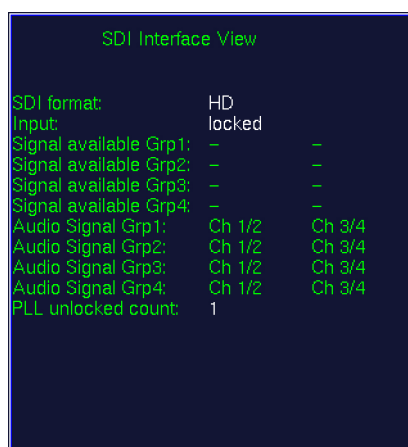 SDI Interface View
SDI format: HD
Input: locked
Signal available Grp1: – –
Signal available Grp2: – –
Signal available Grp3: – –
Signal available Grp4: – –
Audio Signal Grp1: Ch 1/2 Ch 3/4
Audio Signal Grp2: Ch 1/2 Ch 3/4
Audio Signal Grp3: Ch 1/2 Ch 3/4
Audio Signal Grp4: Ch 1/2 Ch 3/4
PLL unlocked count: 1